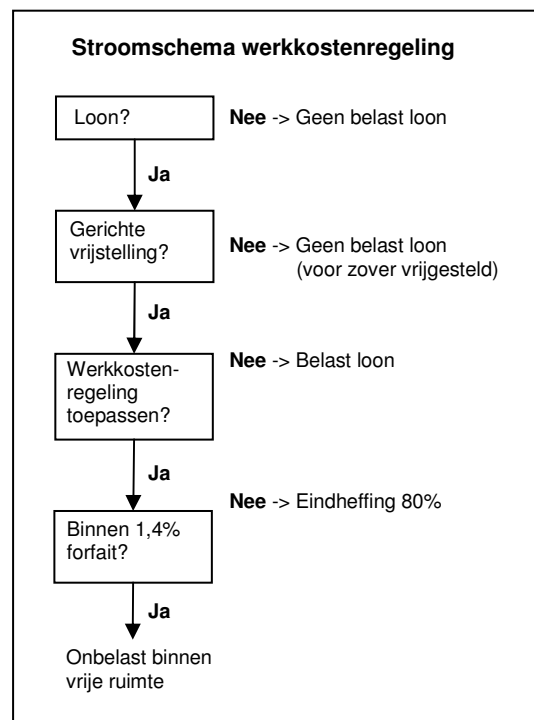 Stroomschema werkkostenregeling
Loon?
Nee -> Geen belast loon
Ja
Gerichte
vrijstelling?
Nee -> Geen belast loon
(voor zover vrijgesteld)
Ja
Werkkosten-
regeling
toepassen?
Nee -> Belast loon
Ja
Nee -> Eindheffing 80%
Binnen 1,4%
forfait?
Ja
Onbelast binnen
vrije ruimte